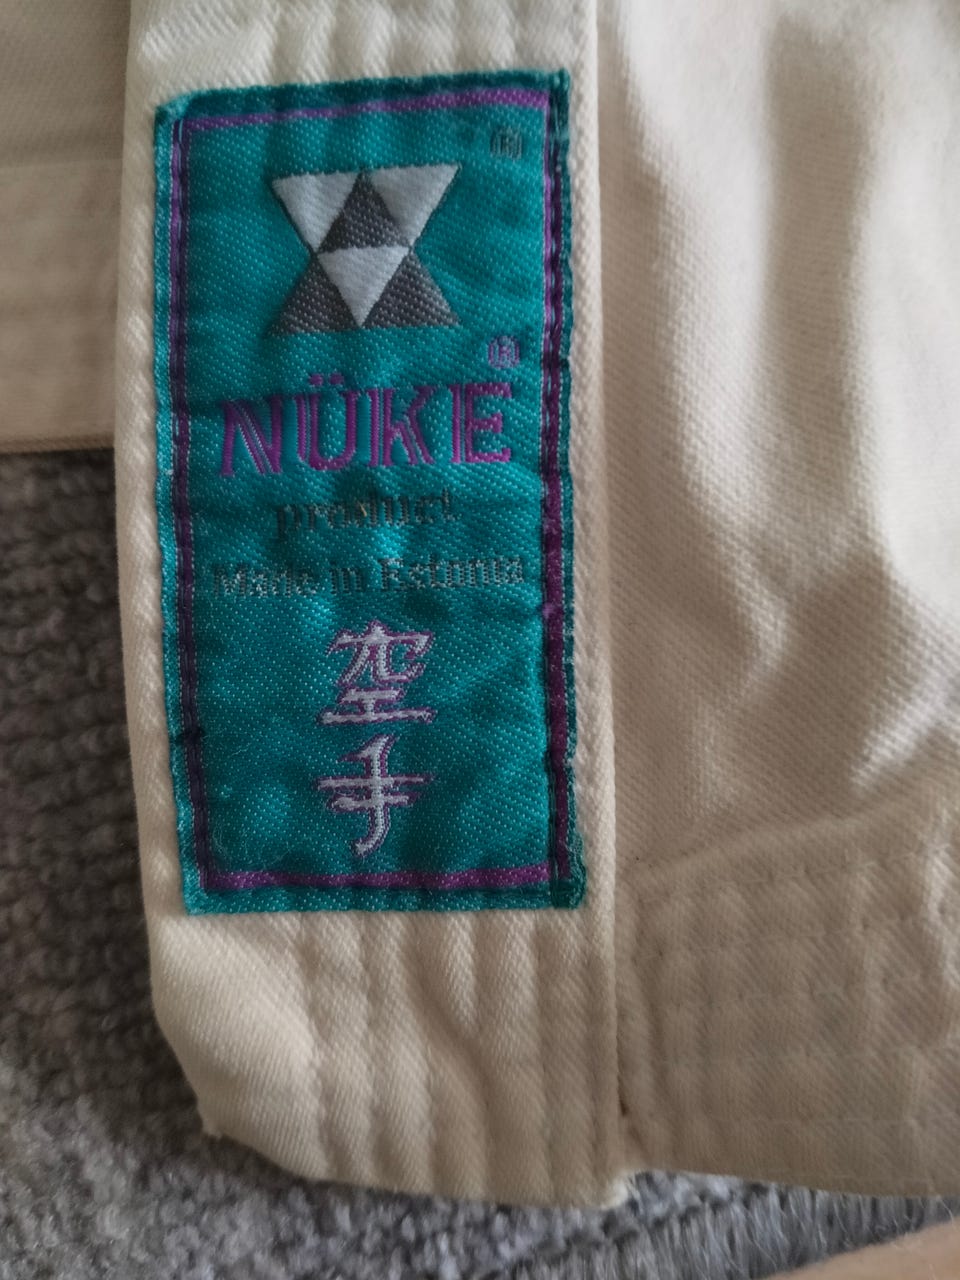 ®
®
NÜKE
product
Made in Estonia
空
手